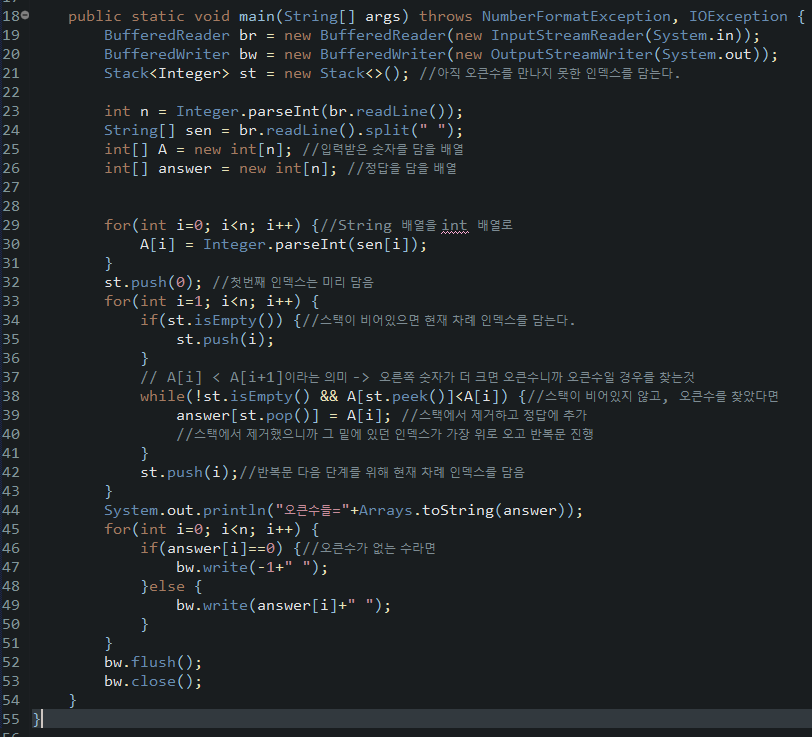 18 public static void main(String[] args) throws NumberFormatException, IOException {
19 BufferedReader br = new BufferedReader(new InputStreamReader(System.in));
20 BufferedWriter bw = new BufferedWriter(new OutputStreamWriter(System.out));
21 Stack<Integer> st = new Stack<>(); //아직 오큰수를 만나지 못한 인덱스를 담는다.
22
23 int n = Integer.parseInt(br.readLine());
24 String[] sen = br.readLine().split(" ");
25 int[] A = new int[n]; //입력받은 숫자를 담을 배열
26 int[] answer = new int[n]; //정답을 담을 배열
27
28
29 for(int i=0; i<n; i++) {//String 배열을 int 배열로
30 A[i] = Integer.parseInt(sen[i]);
31 }
32 st.push(0); //첫번째 인덱스는 미리 담음
33 for(int i=1; i<n; i++) {
34 if(st.isEmpty()) {//스택이 비어있으면 현재 차례 인덱스를 담는다.
35 st.push(i);
36 }
37 // A[i] < A[i+1]이라는 의미 -> 오른쪽 숫자가 더 크면 오큰수니까 오큰수일 경우를 찾는것
38 while(!st.isEmpty() && A[st.peek()]<A[i]) {//스택이 비어있지 않고, 오큰수를 찾았다면
39 answer[st.pop()] = A[i]; //스택에서 제거하고 정답에 추가
40 //스택에서 제거했으니까 그 밑에 있던 인덱스가 가장 위로 오고 반복문 진행
41 }
42 st.push(i);//반복문 다음 단계를 위해 현재 차례 인덱스를 담음
43 }
44 System.out.println("오큰수들="+Arrays.toString(answer));
45 for(int i=0; i<n; i++) {
46 if(answer[i]==0) {//오큰수가 없는 수라면
47 bw.write(-1+" ");
48 }else {
49 bw.write(answer[i]+" ");
50 }
51 }
52 bw.flush();
53 bw.close();
54 }
55 }